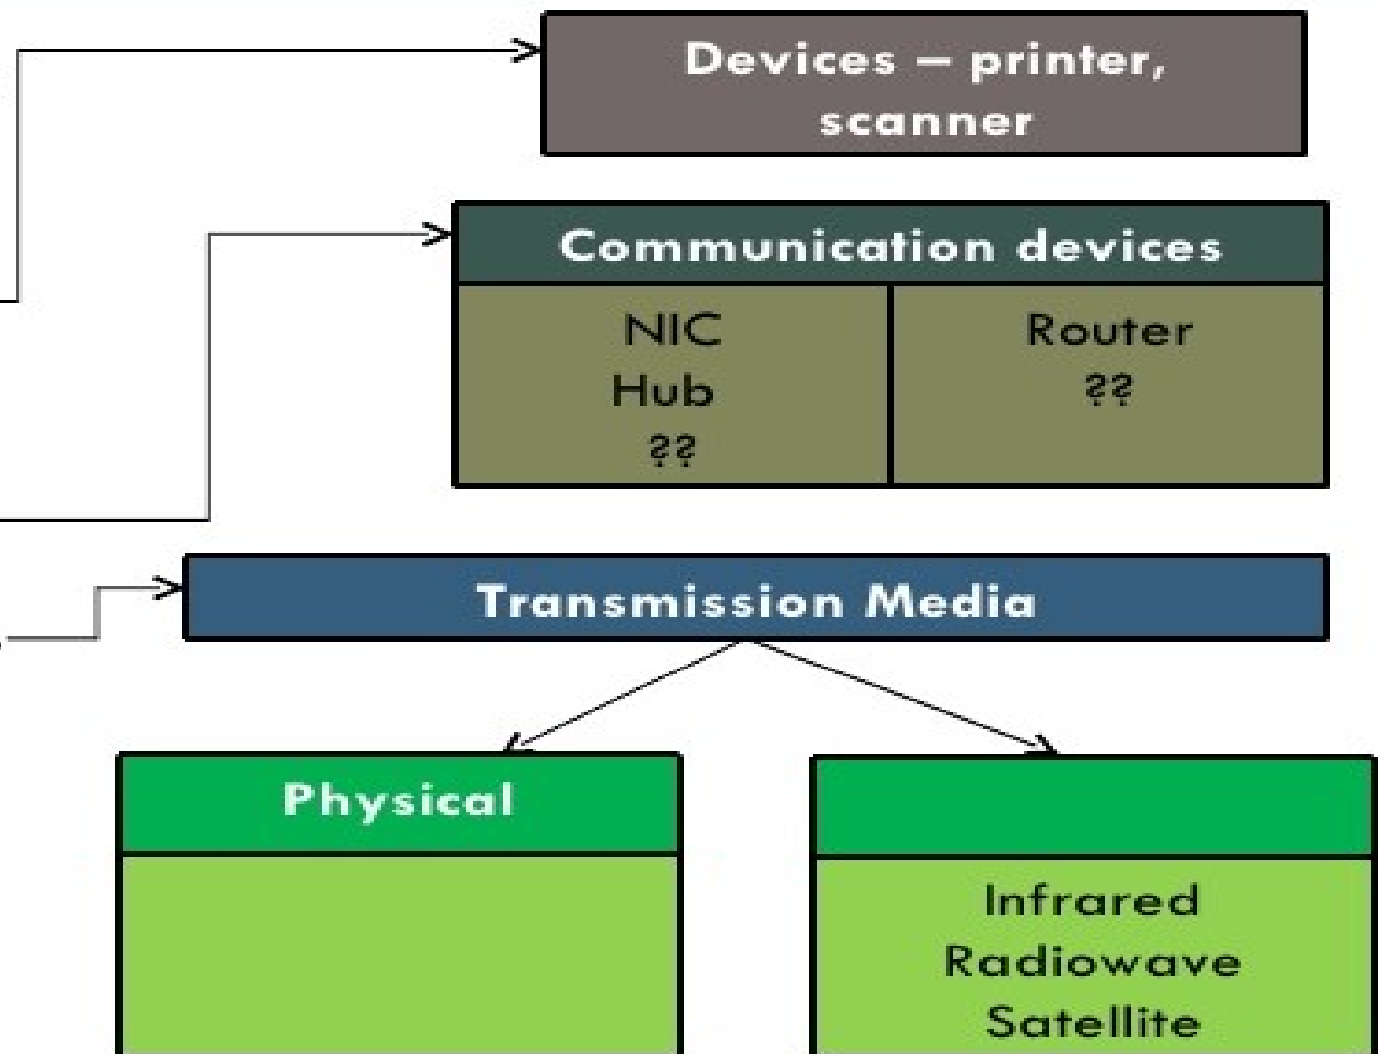 Devices – printer,
scanner
Communication devices
NIC
Hub
??
Router
??
Transmission Media
Physical
Infrared
Radiowave
Satellite